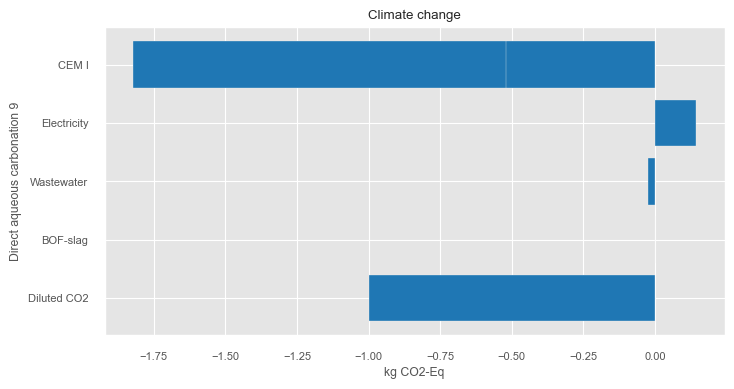 Climate change
Direct aqueous carbonation 9
CEM I
Electricity
Wastewater
BOF-slag
Diluted CO2
−1.75 −1.50 −1.25 −1.00 −0.75 −0.50 −0.25 0.00
kg CO2-Eq